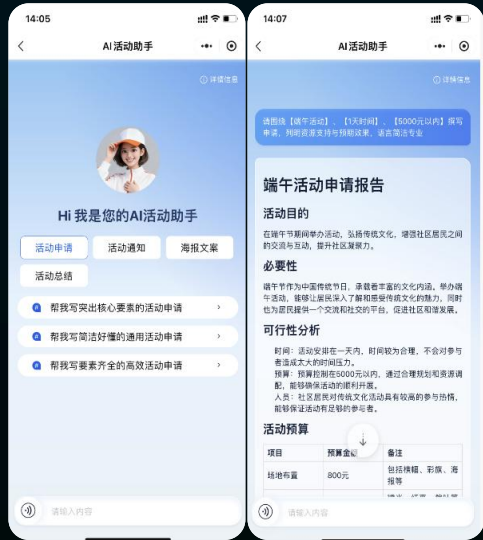 14:05
AI活动助手
详情信息
Hi 我是您的AI活动助手
活动申请
活动通知
海报文案
活动总结
帮我写突出核心要素的活动申请
帮我写简洁好懂的通用活动申请
帮我写要素齐全的高效活动申请
请输入内容
14:07
AI活动助手
详情信息
请围绕【端午活动】、【1天时间】、【5000元以内】撰写
申请，列明资源支持与预期效果，语言简洁专业
端午活动申请报告
活动目的
在端午节期间举办活动，弘扬传统文化，增强社区居民之间
的交流与互动，提升社区凝聚力。
必要性
端午节作为中国传统节日，承载着丰富的文化内涵。举办端
午活动，能够让居民深入了解和感受传统文化的魅力，同时
也为居民提供一个交流和社交的平台，促进社区和谐发展。
可行性分析
时间：活动安排在一天内，时间较为合理，不会对参与
者造成太大的时间压力。
预算：预算控制在5000元以内，通过合理规划和资源调
配，能够确保活动的顺利开展。
人员：社区居民对传统文化活动具有较高的参与热情，
能够保证活动有足够的参与者。
活动预算
项目 预算金 备注
场地布置 800元 包括横幅、彩旗、海
报等
请输入内容